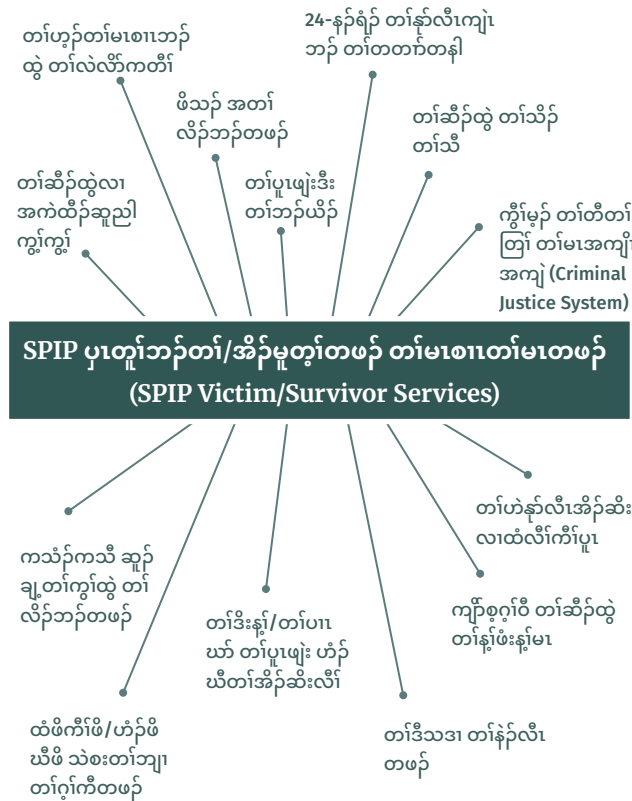 တၢ်ဟ့ၣ်တၢ်မၤစၢၤဘၣ်
ထွဲ တၢ်လဲလိာ်ကတီၢ်
24-နၣ်ရံၣ် တၢ်နုာ်လီၤကျဲၤ
ဘၣ် တၢ်တတာ်တနါ
ဖိသၣ် အတၢ်
လိၣ်ဘၣ်တဖၣ်
တၢ်ဆီၣ်ထွဲ တၢ်သိၣ်
တၢ်သီ
တၢ်ဆီၣ်ထွဲလၢ
အကဲထီၣ်ဆူညါ
ကွ့ၢ်ကွ့ၢ်
တၢ်ပူၤဖျဲးဒီး
တၢ်ဘၣ်ယိၣ်
ကွီၢ်မ့ၣ် တၢ်တီတၢ်
တြၢ် တၢ်မၤအကျိၤ
အကျဲ (Criminal
Justice System)
SPIP ပှၤတူၢ်ဘၣ်တၢ်/အိၣ်မူတ့ၢ်တဖၣ် တၢ်မၤစၢၤတၢ်မၤတဖၣ်
(SPIP Victim/Survivor Services)
တၢ်ဟဲနုာ်လီၤအိၣ်ဆိး
လၢထံလီၢ်ကီၢ်ပူၤ
ကသံၣ်ကသီ ဆူၣ်
ချ့တၢ်ကွၢ်ထွဲ တၢ်
လိၣ်ဘၣ်တဖၣ်
ကျိာ်စ့ဂ့ၢ်ဝီ တၢ်ဆီၣ်ထွဲ
တၢ်န့ၢ်ဖံးန့ၢ်မၤ
တၢ်ဒိးန့ၢ်/တၢ်ပၢၤ
ဃာ် တၢ်ပူၤဖျဲး ဟံၣ်
ဃီတၢ်အိၣ်ဆိးလီၢ်
ထံဖိကီၢ်ဖိ/ဟံၣ်ဖိ
ဃီဖိ သဲစးတၢ်ဘျၢ
တၢ်ဂ့ၢ်ကီတဖၣ်
တၢ်ဒီသဒၢ တၢ်နဲၣ်လီၤ
တဖၣ်